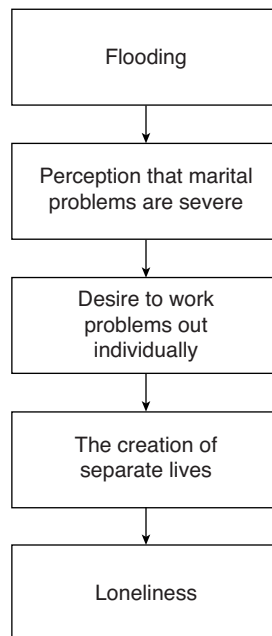 Flooding
Perception that marital
problems are severe
Desire to work
problems out
individually
The creation of
separate lives
Loneliness